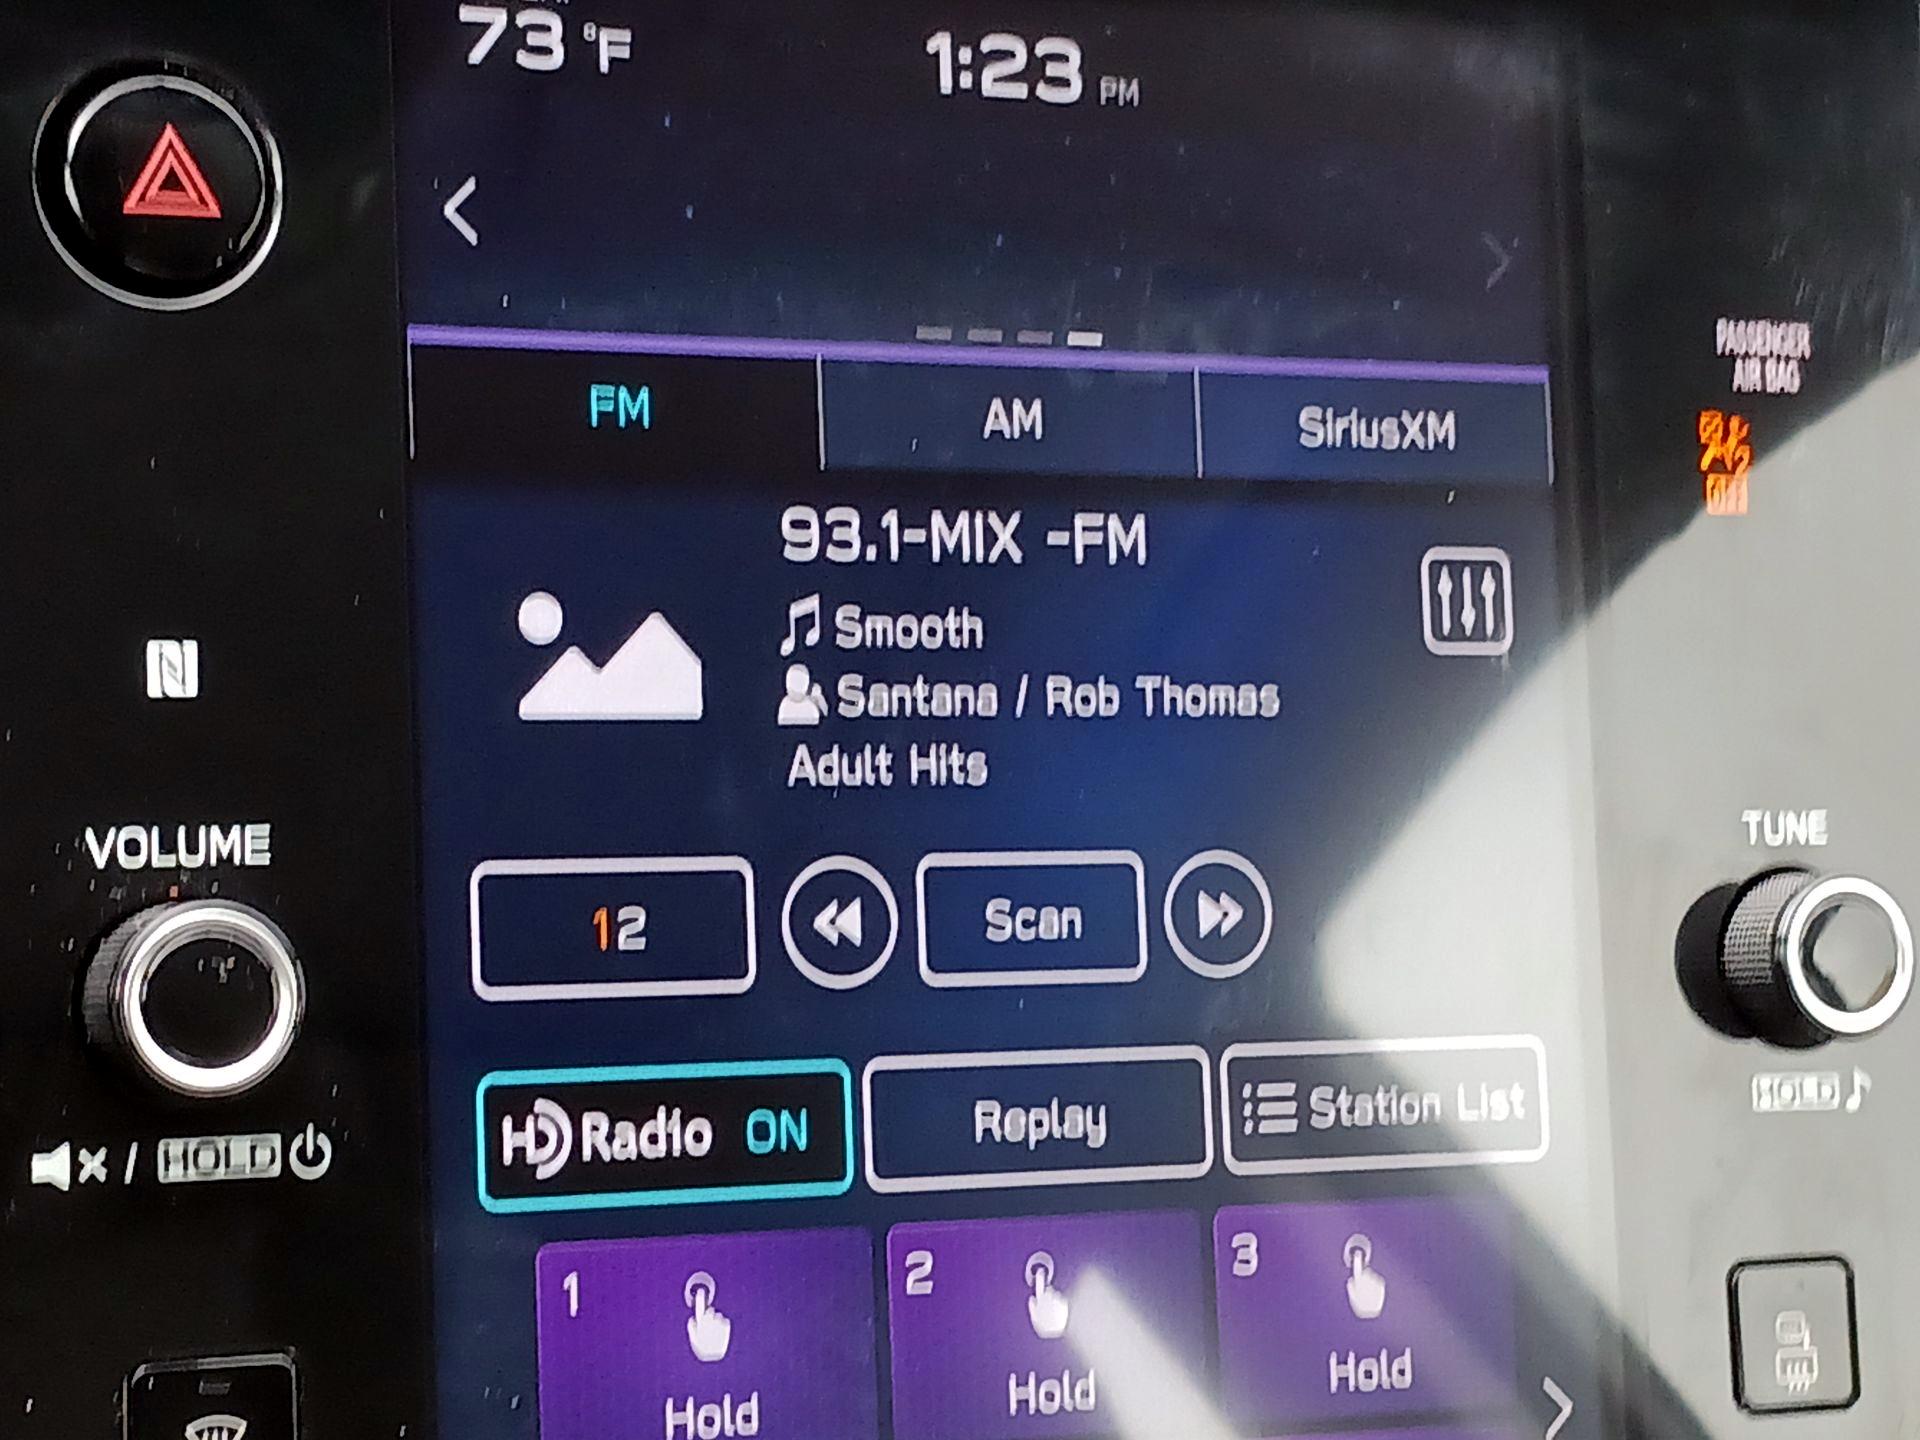 73 °F
1:23 PM
PASSENGER
AIR BAG
FM
AM
SiriusXM
OFF
93.1-MIX -FM
Smooth
Santana / Rob Thomas
Adult Hits
VOLUME
TUNE
12
Scan
HD Radio ON
Replay
Station List
HOLD
/ HOLD
1
2
3
Hold
Hold
Hold